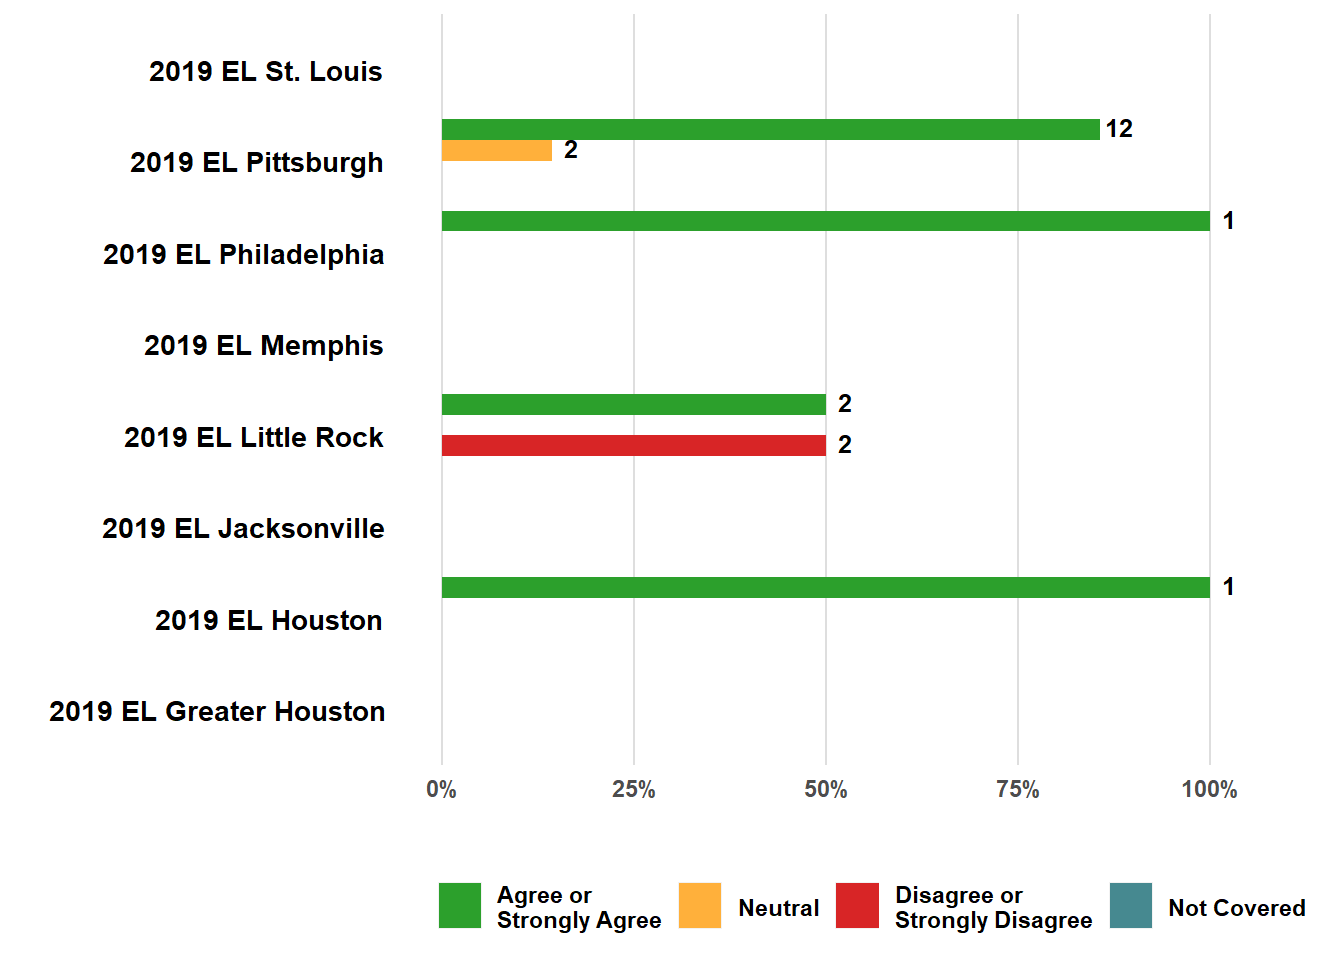 2019 EL St. Louis
12
2019 EL Pittsburgh
2
1
2019 EL Philadelphia
2019 EL Memphis
2
2019 EL Little Rock
2
2019 EL Jacksonville
1
2019 EL Houston
2019 EL Greater Houston
0% 25% 50% 75% 100%
Agree or
Strongly Agree
Neutral
Disagree or
Strongly Disagree
Not Covered